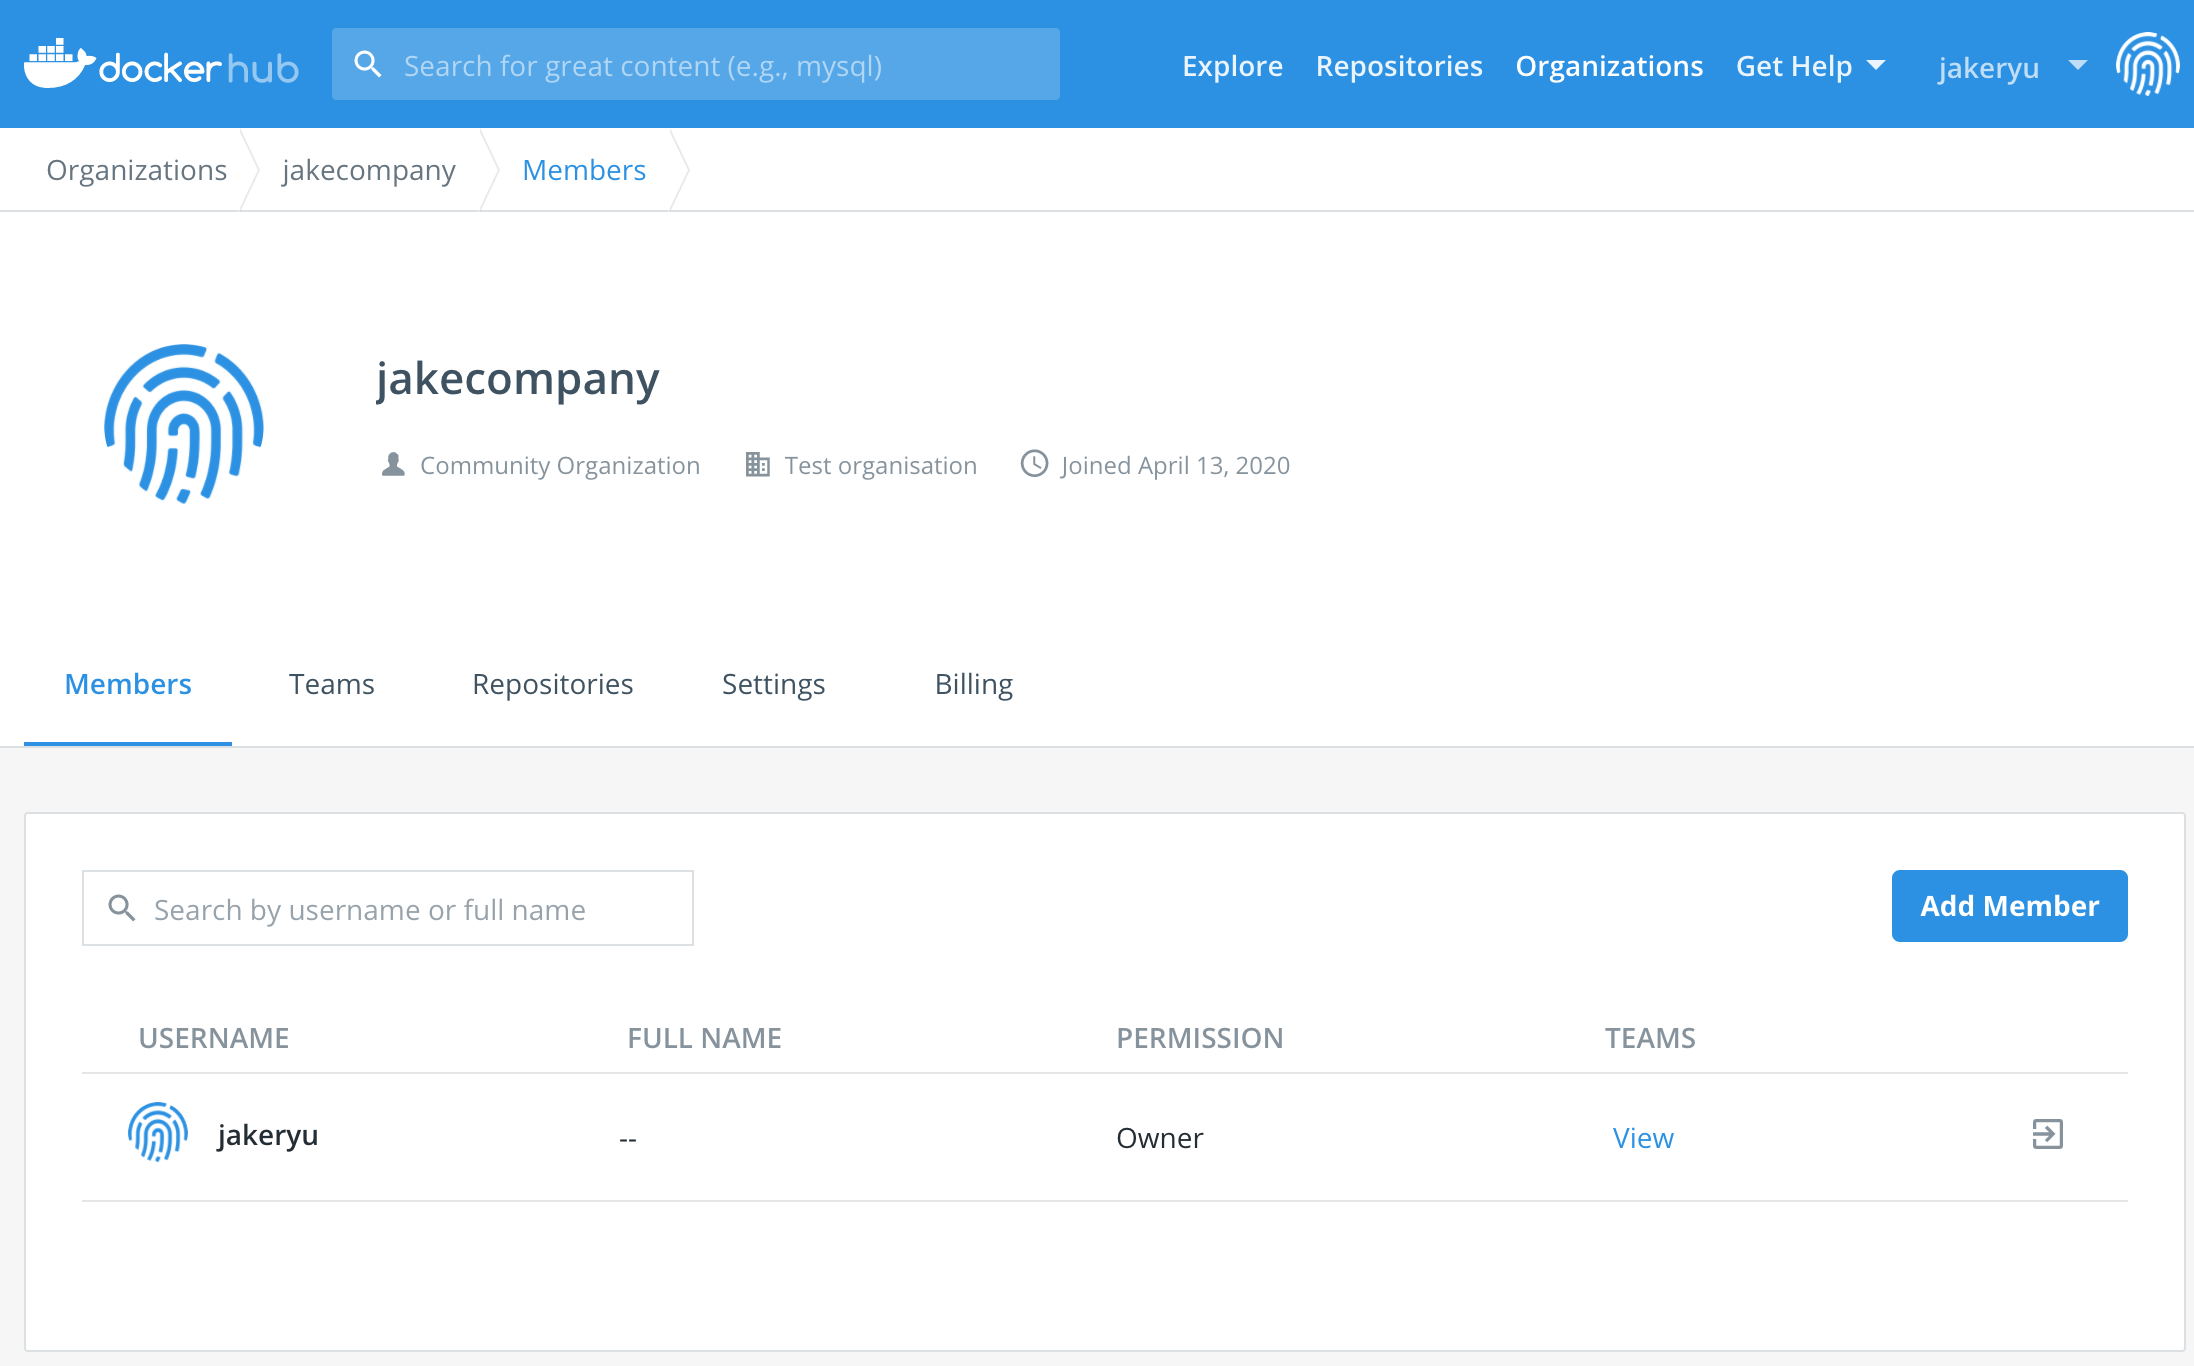 docker hub
Search for great content (e.g., mysql)
Explore Repositories Organizations Get Help jakeryu
Organizations jakecompany Members
jakecompany
Community Organization Test organisation Joined April 13, 2020
Members Teams Repositories Settings Billing
Search by username or full name
Add Member
USERNAME FULL NAME PERMISSION TEAMS
jakeryu -- Owner View